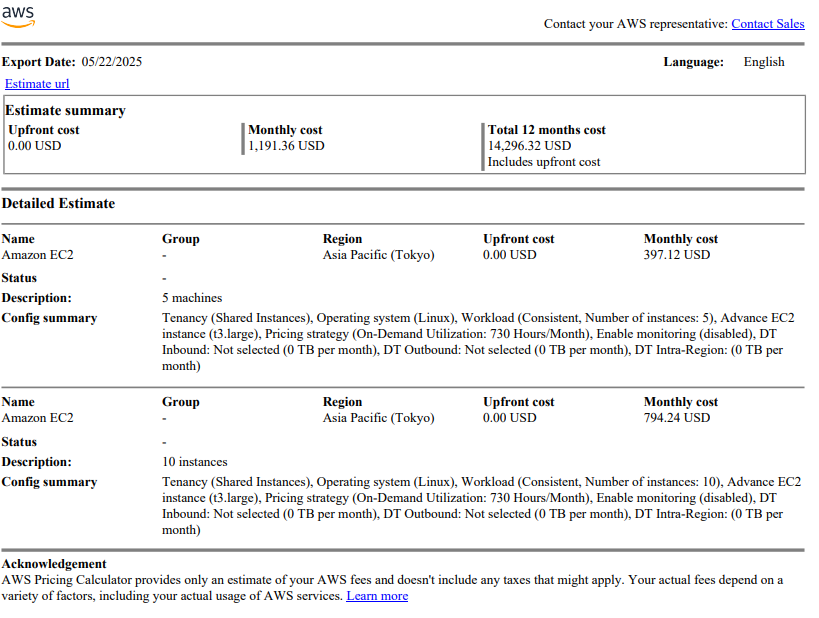 aws
Contact your AWS representative: Contact Sales
Export Date: 05/22/2025 Language: English
Estimate url
Estimate summary
Upfront cost Monthly cost Total 12 months cost
0.00 USD 1,191.36 USD 14,296.32 USD
Includes upfront cost
Detailed Estimate
Name Group Region Upfront cost Monthly cost
Amazon EC2 - Asia Pacific (Tokyo) 0.00 USD 397.12 USD
Status -
Description: 5 machines
Config summary Tenancy (Shared Instances), Operating system (Linux), Workload (Consistent, Number of instances: 5), Advance EC2
instance (t3.large), Pricing strategy (On-Demand Utilization: 730 Hours/Month), Enable monitoring (disabled), DT
Inbound: Not selected (0 TB per month), DT Outbound: Not selected (0 TB per month), DT Intra-Region: (0 TB per
month)
Name Group Region Upfront cost Monthly cost
Amazon EC2 - Asia Pacific (Tokyo) 0.00 USD 794.24 USD
Status -
Description: 10 instances
Config summary Tenancy (Shared Instances), Operating system (Linux), Workload (Consistent, Number of instances: 10), Advance EC2
instance (t3.large), Pricing strategy (On-Demand Utilization: 730 Hours/Month), Enable monitoring (disabled), DT
Inbound: Not selected (0 TB per month), DT Outbound: Not selected (0 TB per month), DT Intra-Region: (0 TB per
month)
Acknowledgement
AWS Pricing Calculator provides only an estimate of your AWS fees and doesn't include any taxes that might apply. Your actual fees depend on a
variety of factors, including your actual usage of AWS services. Learn more